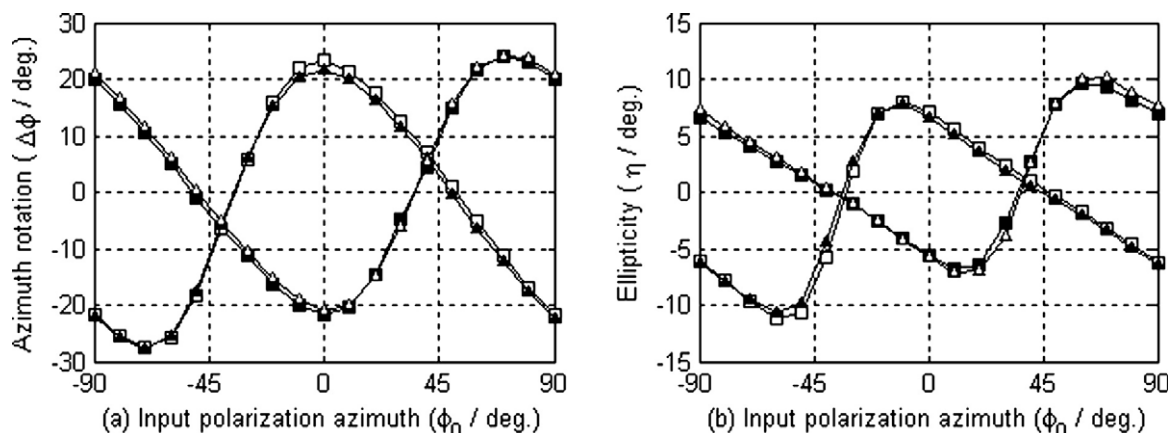 30
20
10
0
-10
-20
-30
Azimuth rotation ( Δϕ / deg.)
-90 -45 0 45 90
(a) Input polarization azimuth (ϕ0 / deg.)
15
10
5
0
-5
-10
-15
Ellipticity ( η / deg.)
-90 -45 0 45 90
(b) Input polarization azimuth (ϕ0 / deg.)